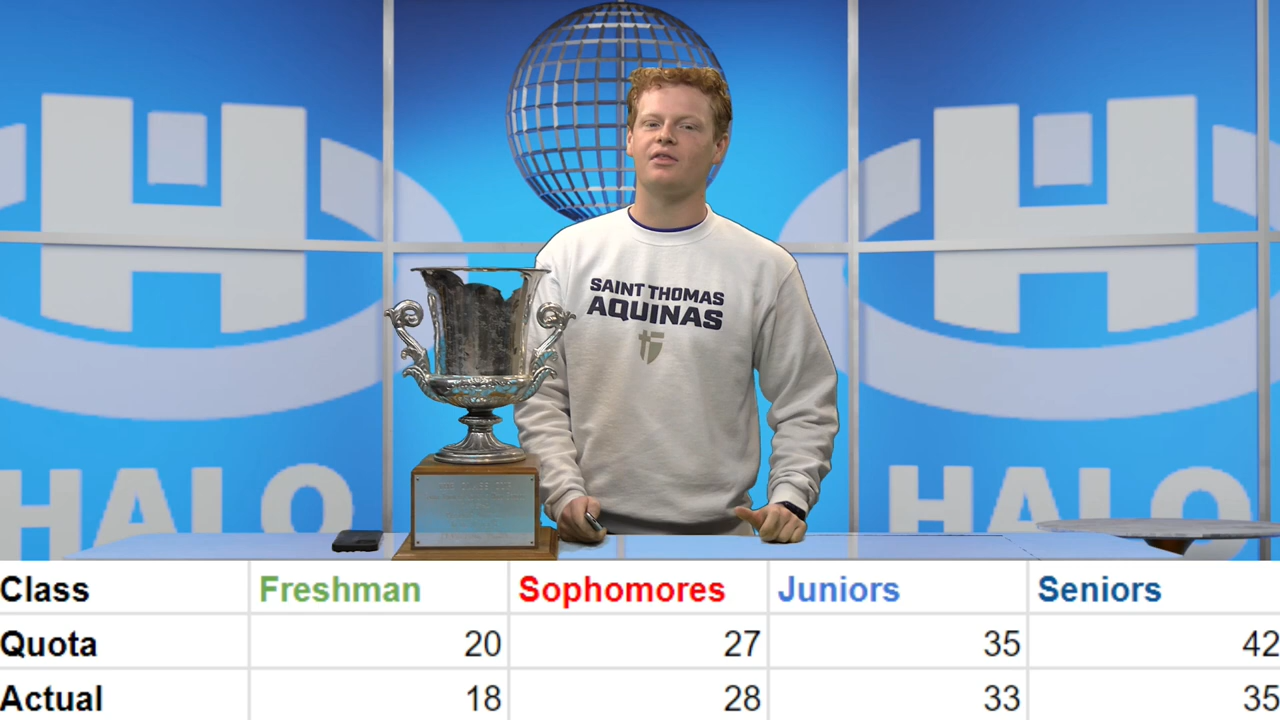 H
H
HALO
HALO
SAINT THOMAS
AQUINAS
Class Freshman Sophomores Juniors Seniors
Quota 20 27 35 42
Actual 18 28 33 35